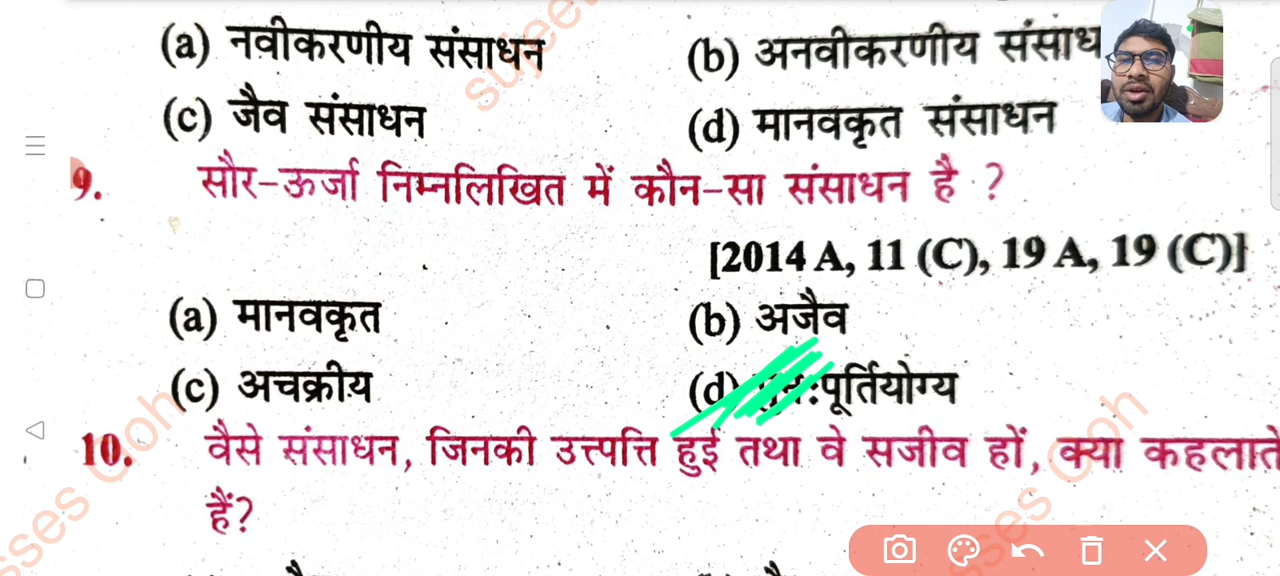 (a) नवीकरणीय संसाधन (b) अनवीकरणीय संसाध
(c) जैव संसाधन (d) मानवकृत संसाधन
9. सौर-ऊर्जा निम्नलिखित में कौन-सा संसाधन है ?
[2014 A, 11 (C), 19 A, 19 (C)]
(a) मानवकृत (b) अजैव
(c) अचक्रीय (d) पुनःपूर्तियोग्य
10. वैसे संसाधन, जिनकी उत्पत्ति हुई तथा वे सजीव हों, क्या कहलाते
हैं?